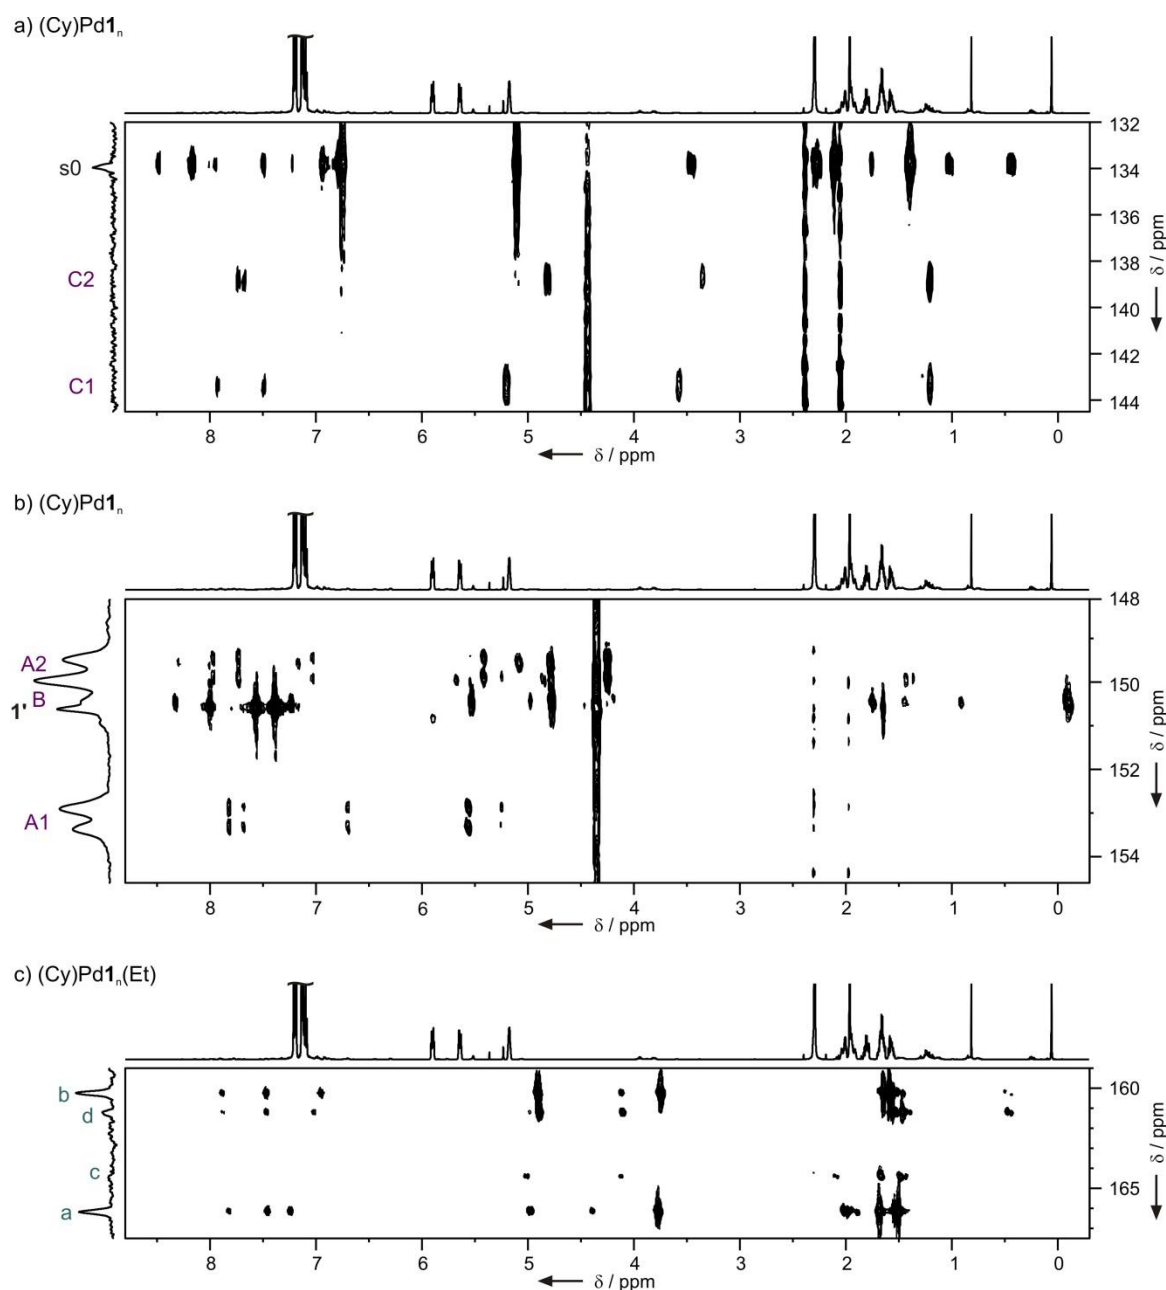 a) (Cy)Pd1n
132
s0
134
136
δ / ppm
C2
138
140
142
C1
144
8 7 6 5 4 3 2 1 0
δ / ppm
b) (Cy)Pd1n
148
A2
150
B
1'
δ / ppm
152
A1
154
8 7 6 5 4 3 2 1 0
δ / ppm
c) (Cy)Pd1n(Et)
b
160
d
δ / ppm
c
165
a
8 7 6 5 4 3 2 1 0
δ / ppm